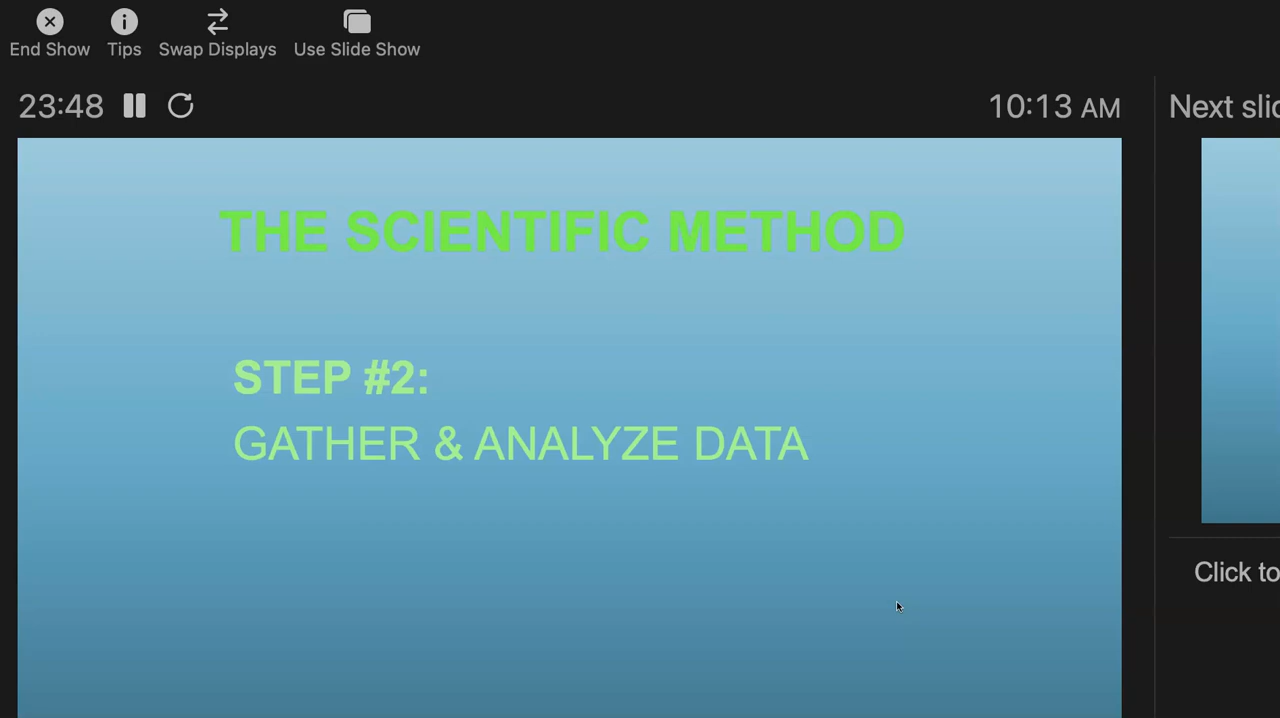 End Show Tips Swap Displays Use Slide Show
23:48 10:13 AM Next
THE SCIENTIFIC METHOD
STEP #2:
GATHER & ANALYZE DATA
Click to